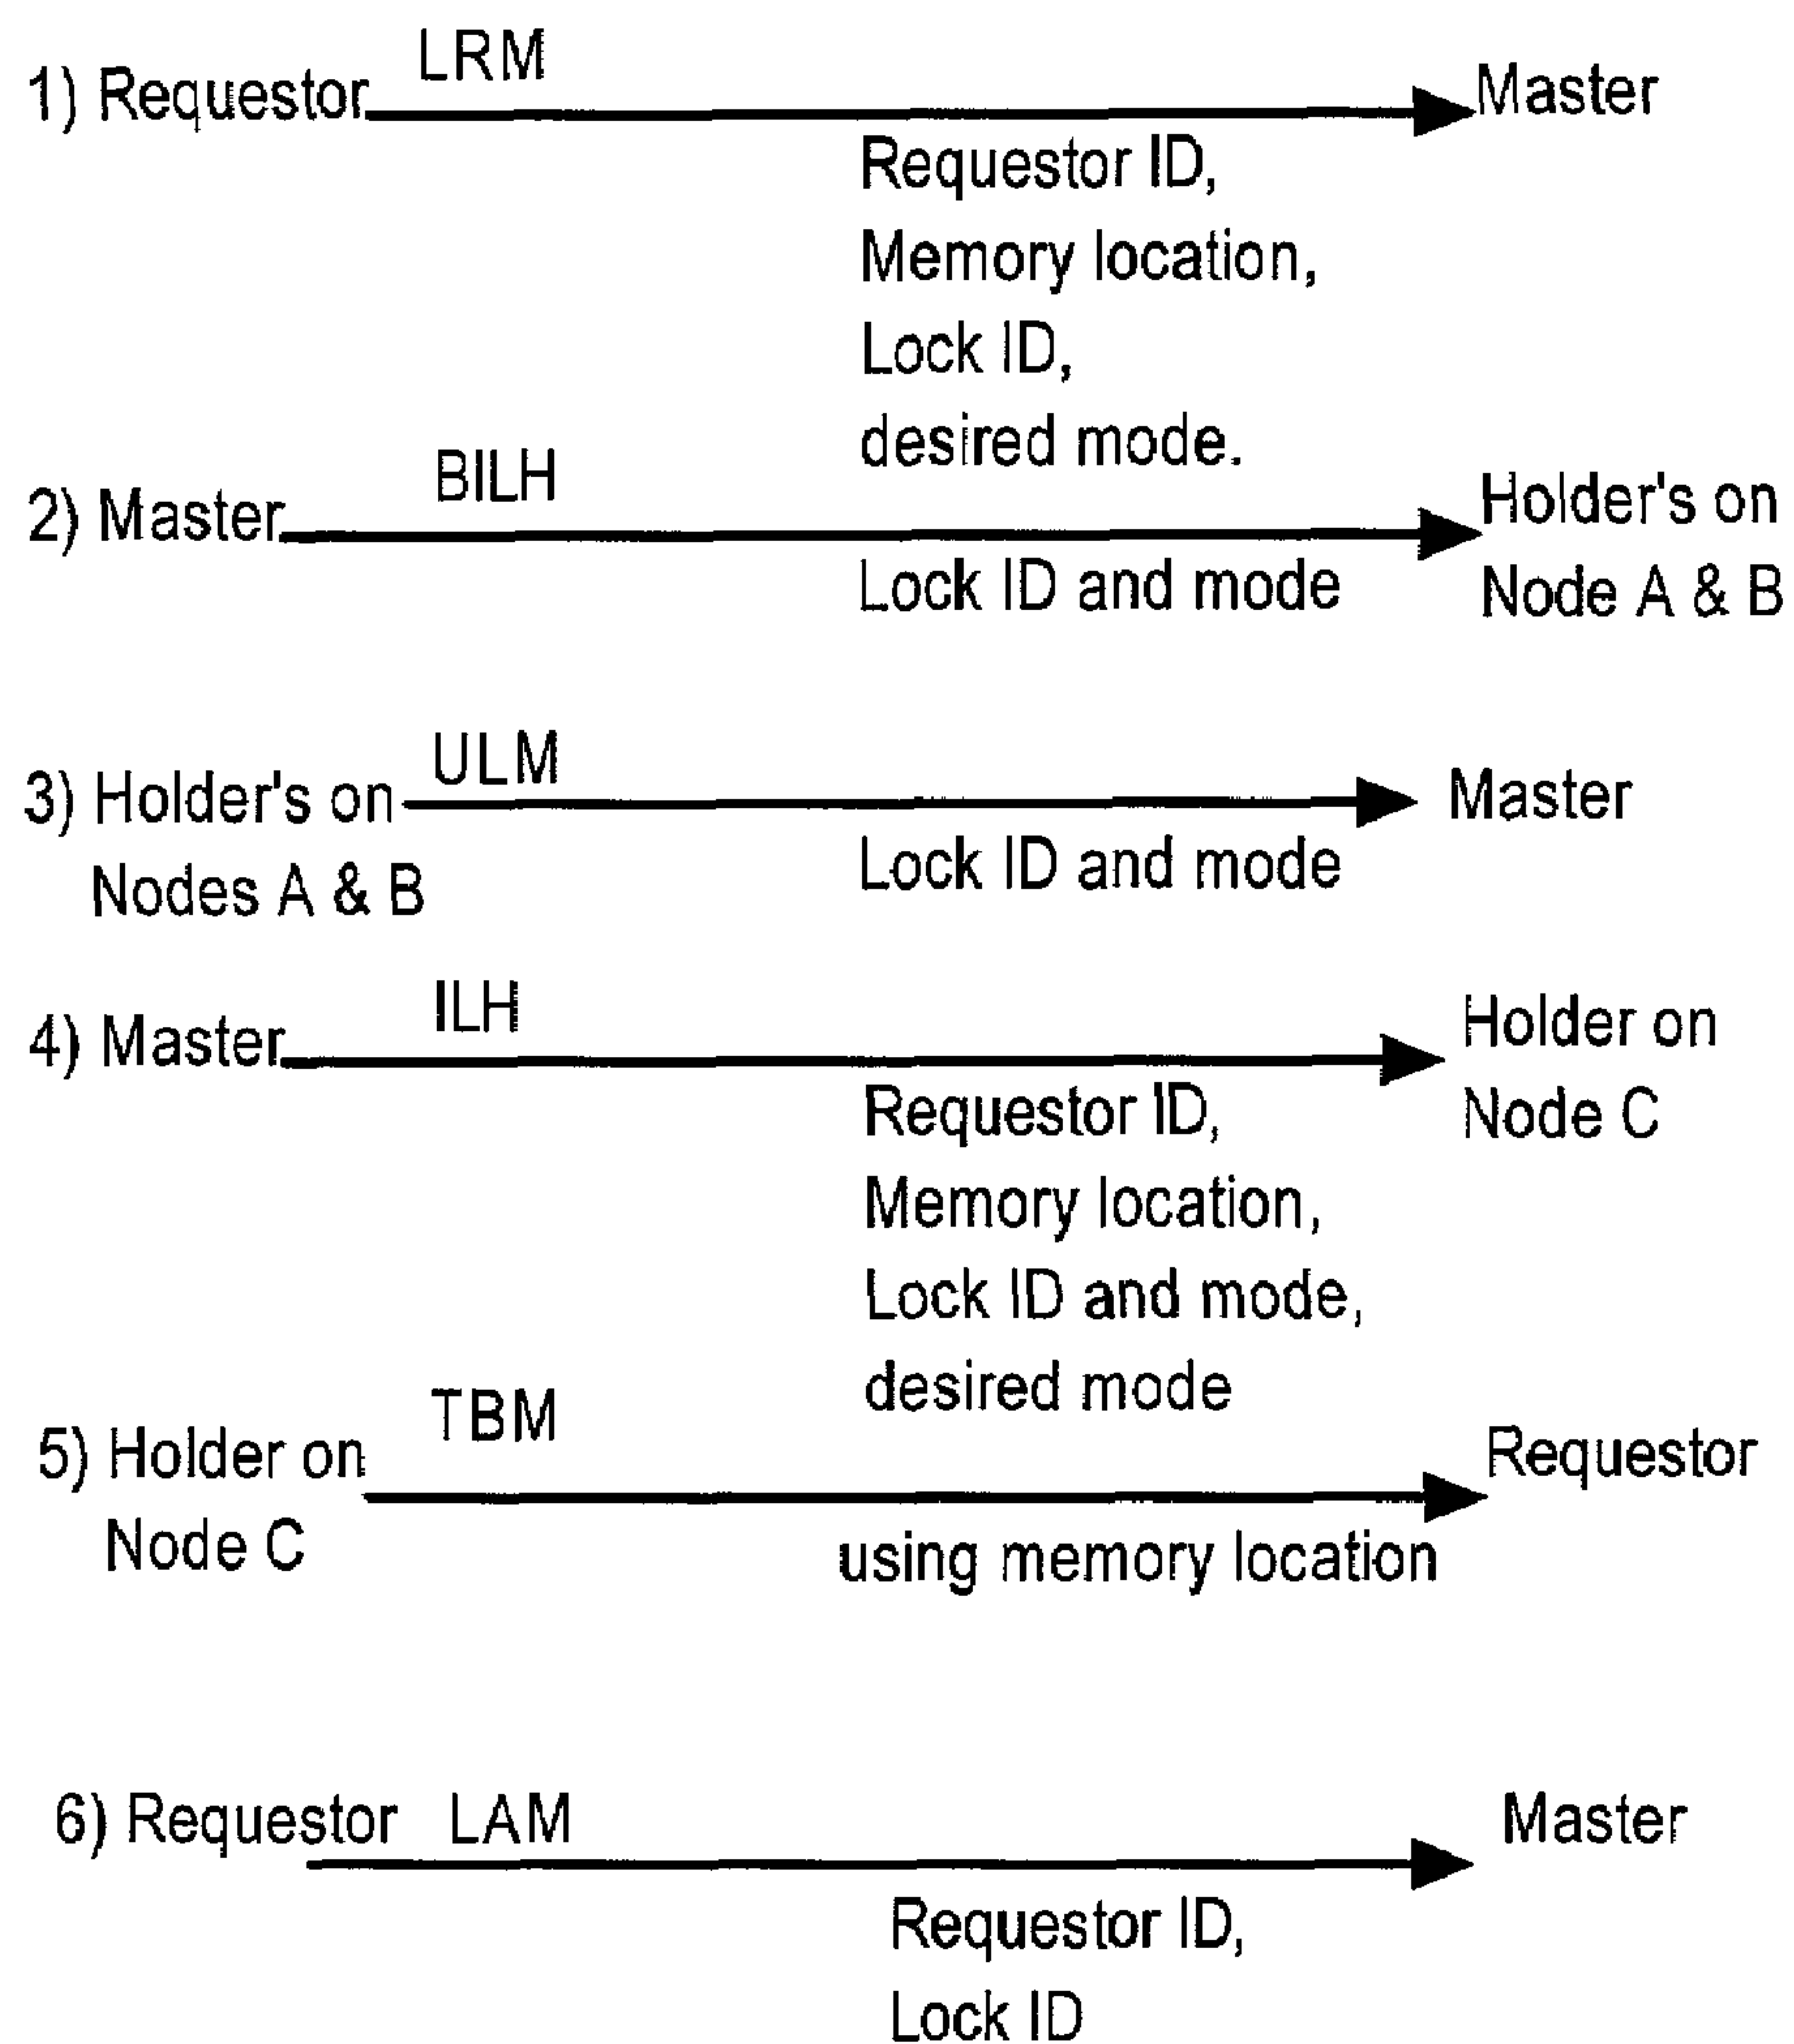 LRM
1) Requestor Master
Requestor ID,
Memory location,
Lock ID,
desired mode.
BILH
2) Master Holder's on
Node A & B
Lock ID and mode
ULM
3) Holder's on Master
Nodes A & B
Lock ID and mode
ILH
4) Master Holder on
Node C
Requestor ID,
Memory location,
Lock ID and mode,
desired mode
TBM
5) Holder on Requestor
Node C
using memory location
6) Requestor LAM Master
Requestor ID,
Lock ID